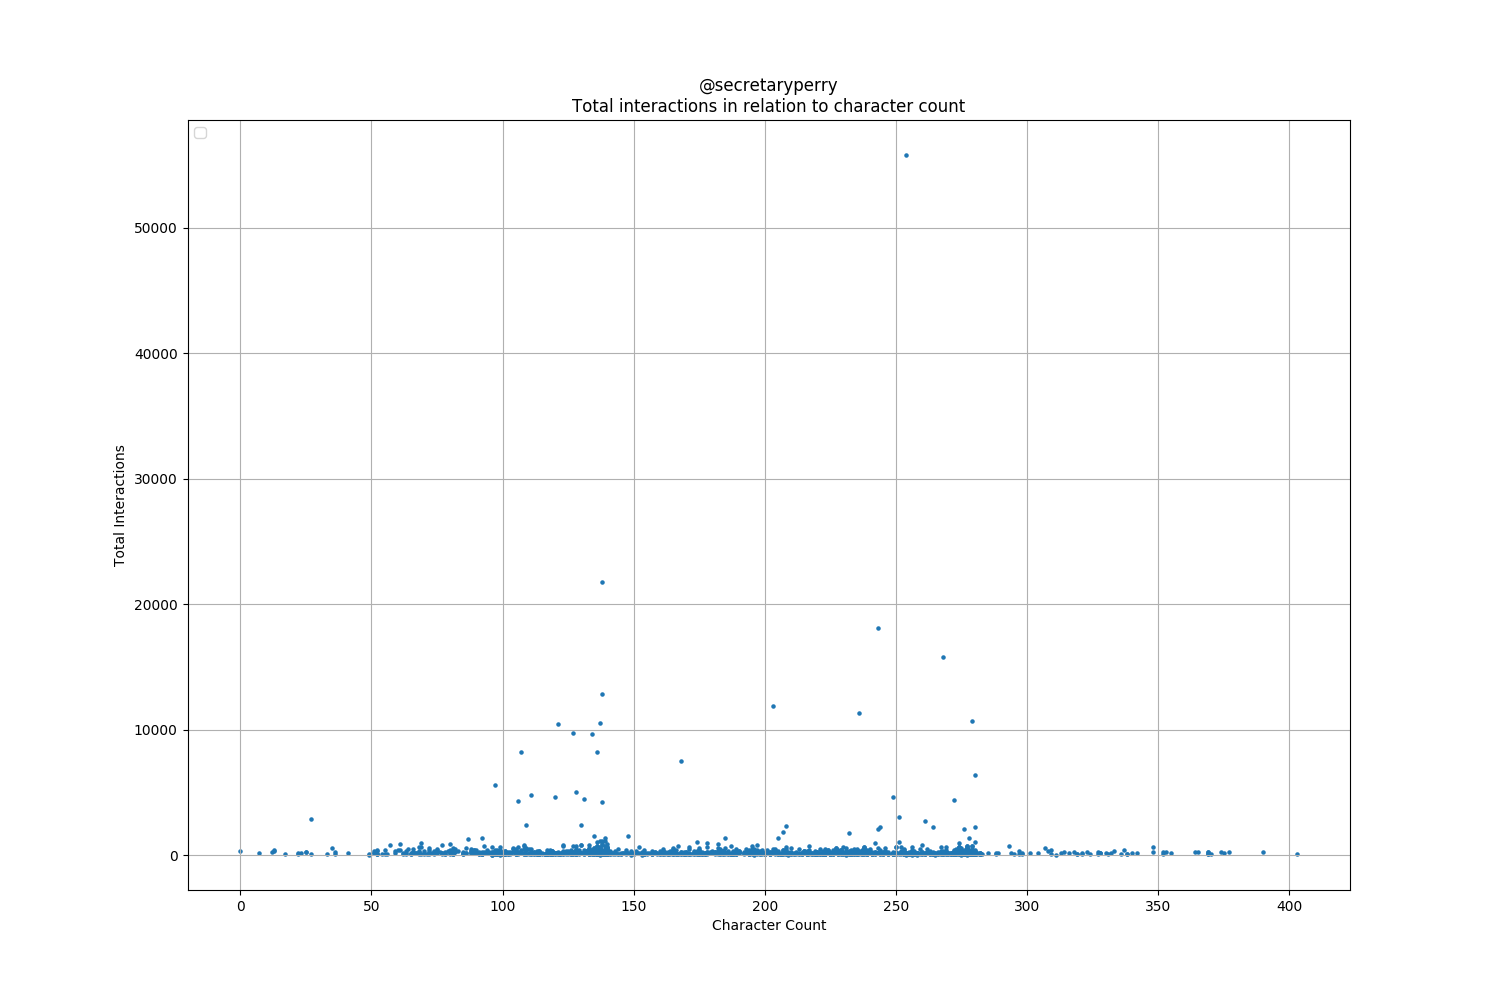 @secretaryperry
Total interactions in relation to character count
50000
40000
30000
20000
10000
0
Total Interactions
0 50 100 150 200 250 300 350 400
Character Count